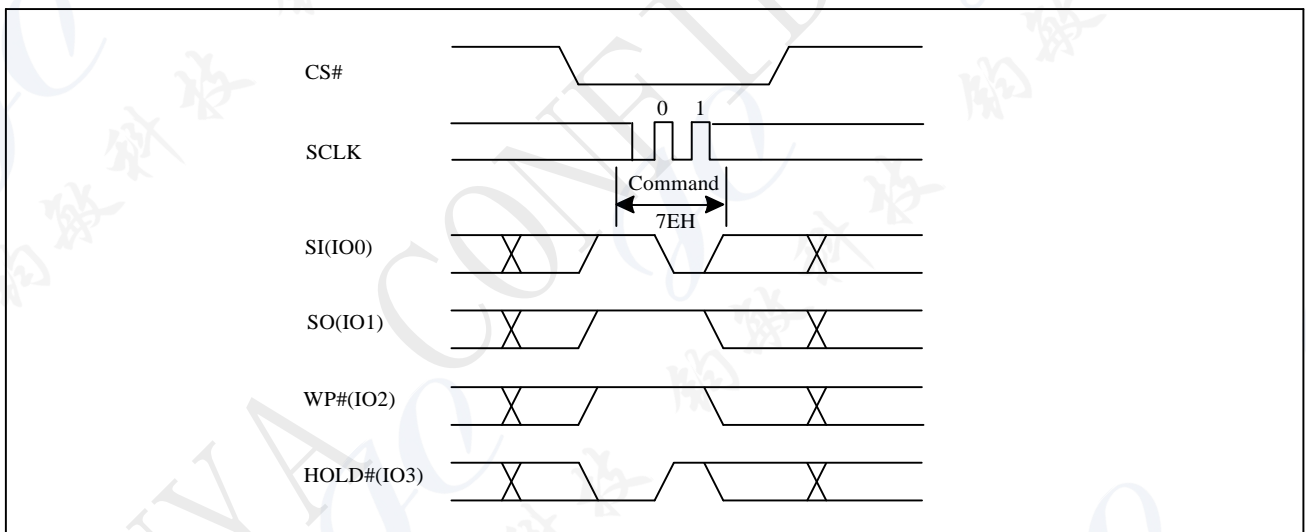 CS#
0 1
SCLK
Command
7EH
SI(IO0)
SO(IO1)
WP#(IO2)
HOLD#(IO3)